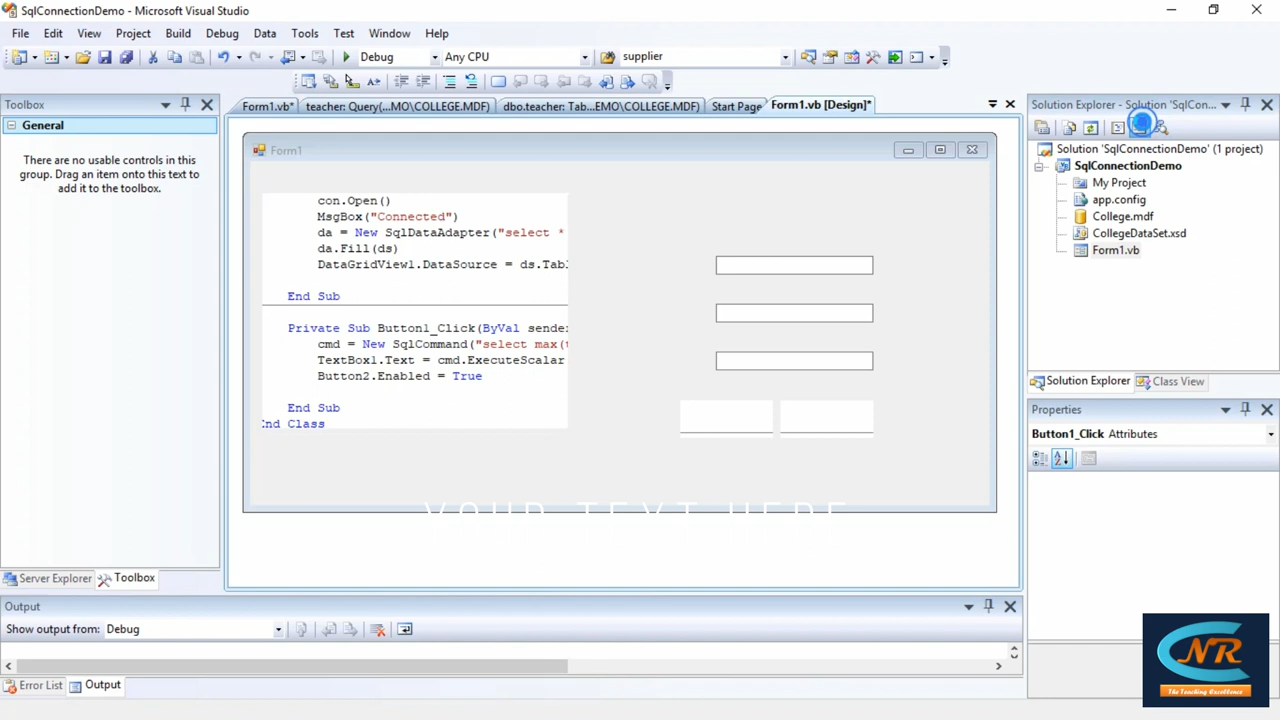 SqlConnectionDemo - Microsoft Visual Studio
File Edit View Project Build Debug Data Tools Test Window Help
Debug Any CPU supplier
Toolbox
General
There are no usable controls in this
group. Drag an item onto this text to
add it to the toolbox.
Server Explorer Toolbox
Form1.vb* teacher: Query(...MO\COLLEGE.MDF) dbo.teacher: Tab...EMO\COLLEGE.MDF) Start Page Form1.vb [Design]*
Form1
con.Open()
MsgBox("Connected")
da = New SqlDataAdapter("select *
da.Fill(ds)
DataGridView1.DataSource = ds.Tabl
End Sub
Private Sub Button1_Click(ByVal sender
cmd = New SqlCommand("select max(t
TextBox1.Text = cmd.ExecuteScalar
Button2.Enabled = True
End Sub
nd Class
YOUR TEXT HERE
Solution Explorer - Solution 'SqlCon...
Solution 'SqlConnectionDemo' (1 project)
SqlConnectionDemo
My Project
app.config
College.mdf
CollegeDataSet.xsd
Form1.vb
Solution Explorer Class View
Properties
Button1_Click Attributes
Output
Show output from: Debug
Error List Output
NR
The Teaching Excellence